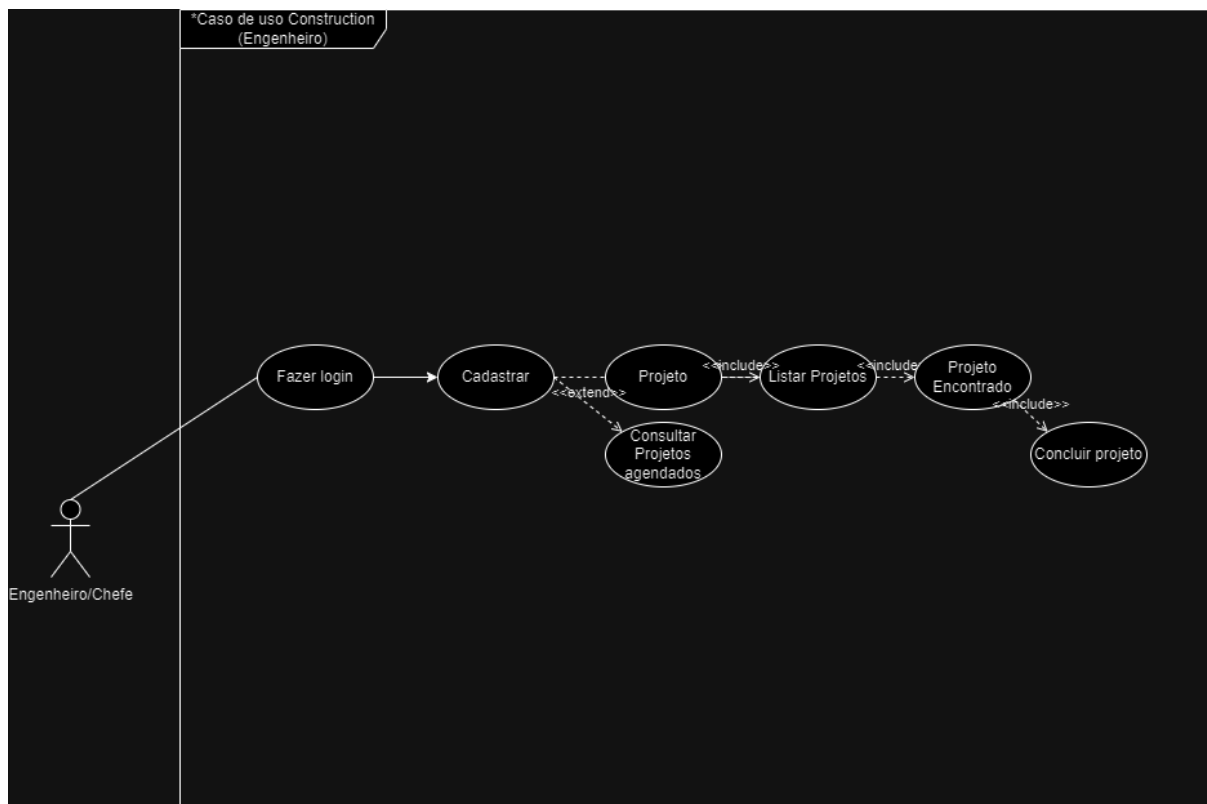 *Caso de uso Construction
(Engenheiro)
Fazer login
Cadastrar
<<extend>>
Projeto
<<include>>
Listar Projetos
<<include
Projeto
Encontrado
<<include>>
Consultar
Projetos
agendados
Concluir projeto
Engenheiro/Chefe